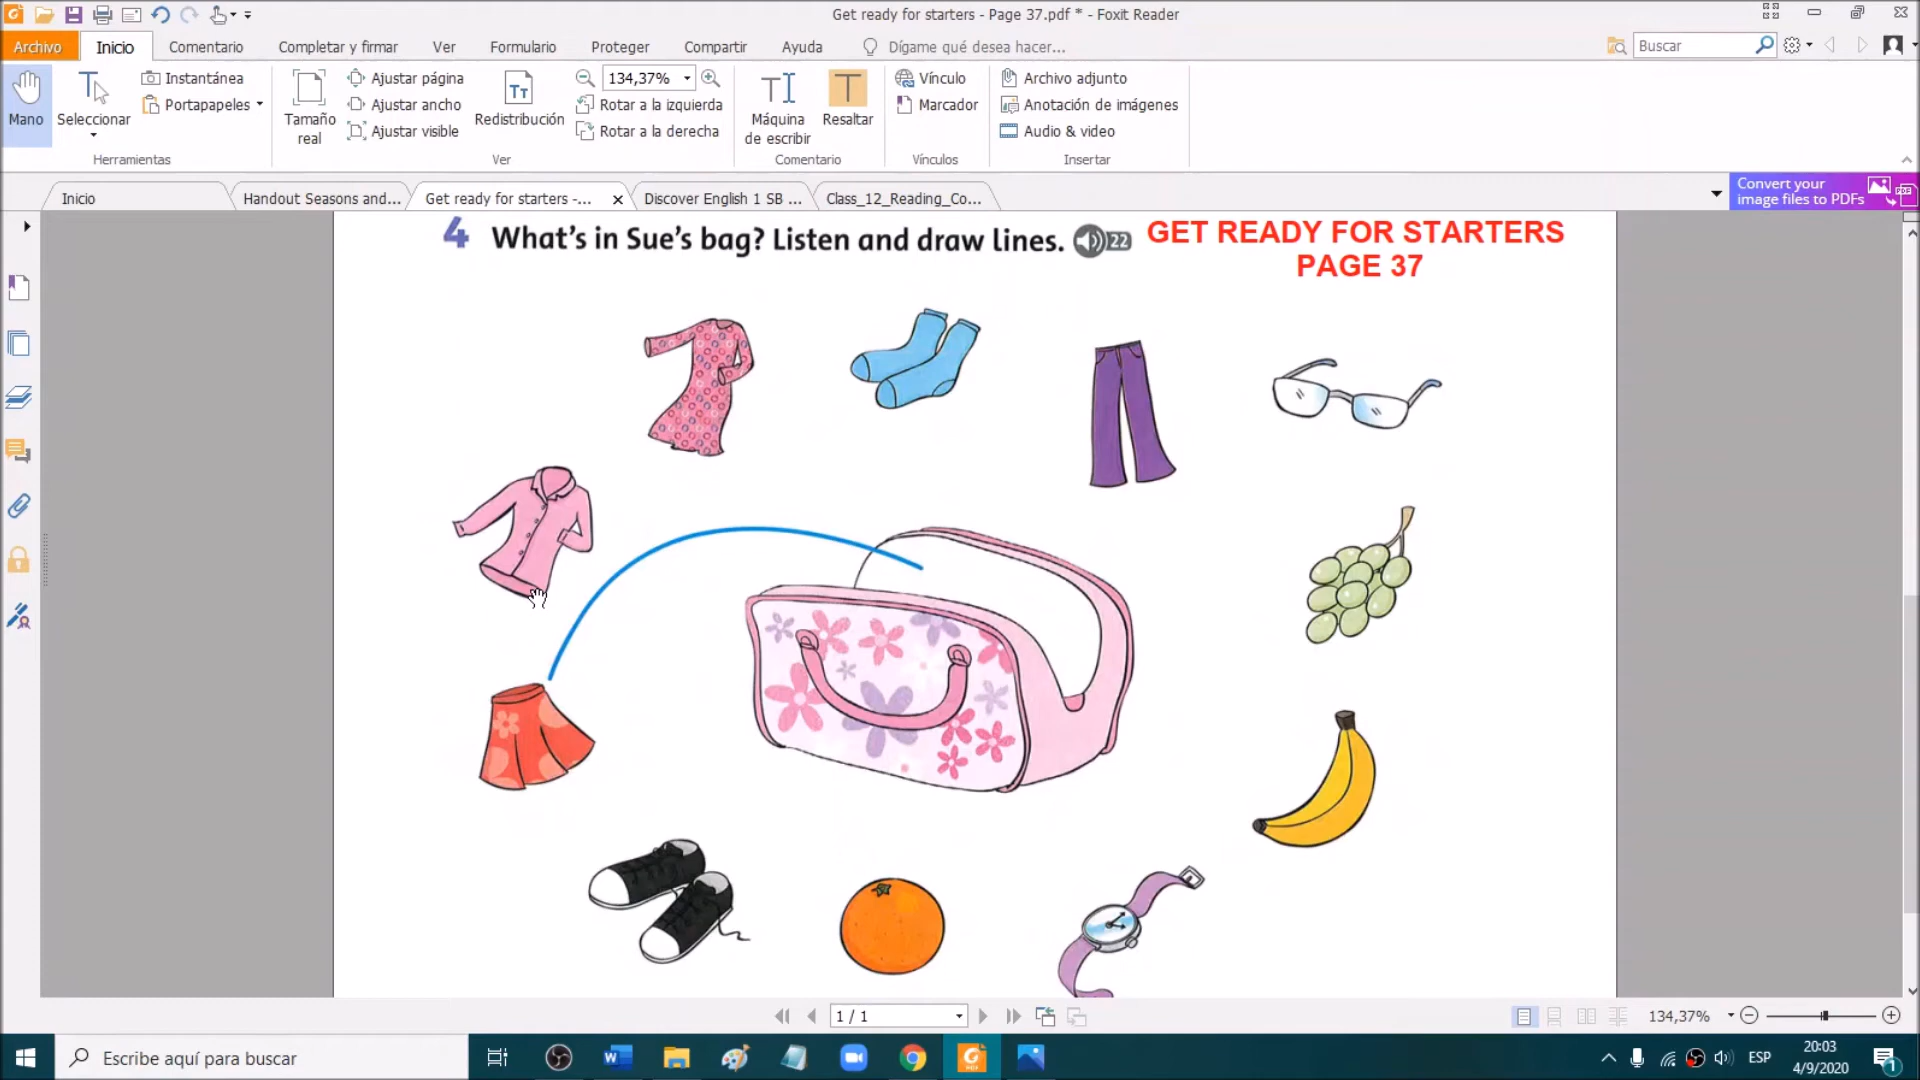 Get ready for starters - Page 37.pdf * - Foxit Reader
Archivo Inicio Comentario Completar y firmar Ver Formulario Proteger Compartir Ayuda Dígame qué desea hacer... Buscar
Mano
Seleccionar
Instantánea
Portapapeles
Herramientas
Tamaño
real
Ajustar página
Ajustar ancho
Ajustar visible
Redistribución
134,37%
Rotar a la izquierda
Rotar a la derecha
Ver
Máquina
de escribir
Resaltar
Comentario
Vínculo
Marcador
Vínculos
Archivo adjunto
Anotación de imágenes
Audio & video
Insertar
Inicio Handout Seasons and... Get ready for starters -... Discover English 1 SB ... Class_12_Reading_Co...
Convert your
image files to PDFs
4 What's in Sue's bag? Listen and draw lines. 22
GET READY FOR STARTERS
PAGE 37
1 / 1
134,37%
Escribe aquí para buscar
ESP
20:03
4/9/2020
1